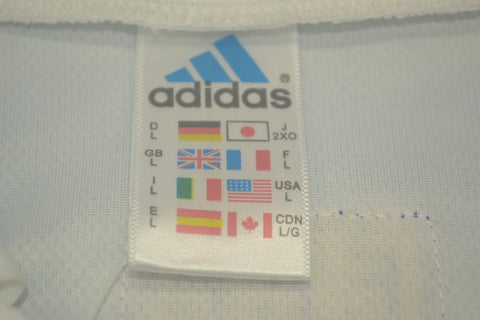 adidas®
D J
L 2XO
GB F
L L
I USA
L L
E CDN
L L/G